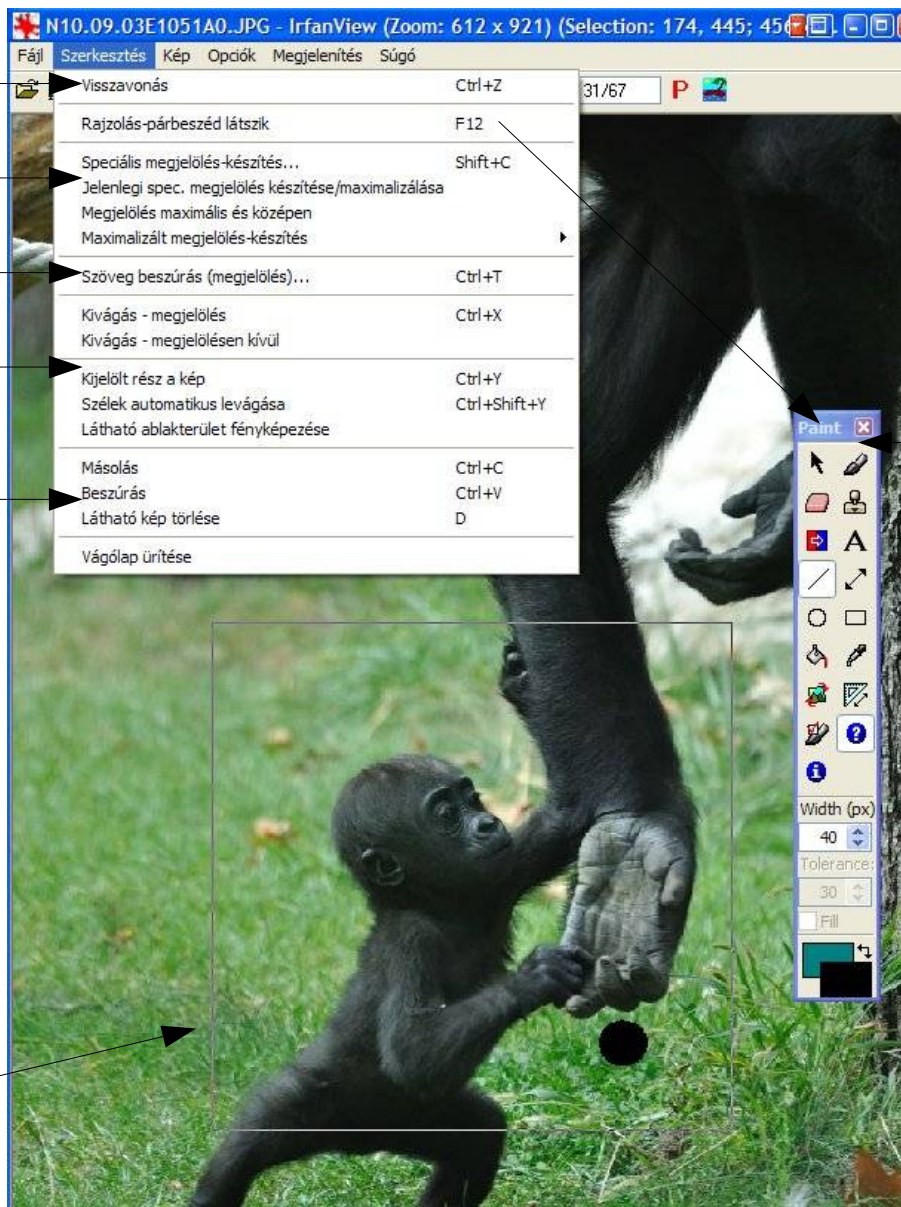 N10.09.03E1051A0.JPG - IrfanView (Zoom: 612 x 921) (Selection: 174, 445; 456
Fájl Szerkesztés Kép Opciók Megjelenítés Súgó
31/67 P
Visszavonás Ctrl+Z
Rajzolás-párbeszéd látszik F12
Speciális megjelölés-készítés... Shift+C
Jelenlegi spec. megjelölés készítése/maximalizálása
Megjelölés maximális és középen
Maximalizált megjelölés-készítés
Szöveg beszúrás (megjelölés)... Ctrl+T
Kivágás - megjelölés Ctrl+X
Kivágás - megjelölésen kívül
Kijelölt rész a kép Ctrl+Y
Szélek automatikus levágása Ctrl+Shift+Y
Látható ablakterület fényképezése
Másolás Ctrl+C
Beszúrás Ctrl+V
Látható kép törlése D
Vágólap ürítése
Paint
A
Width (px)
40
Tolerance:
30
Fill